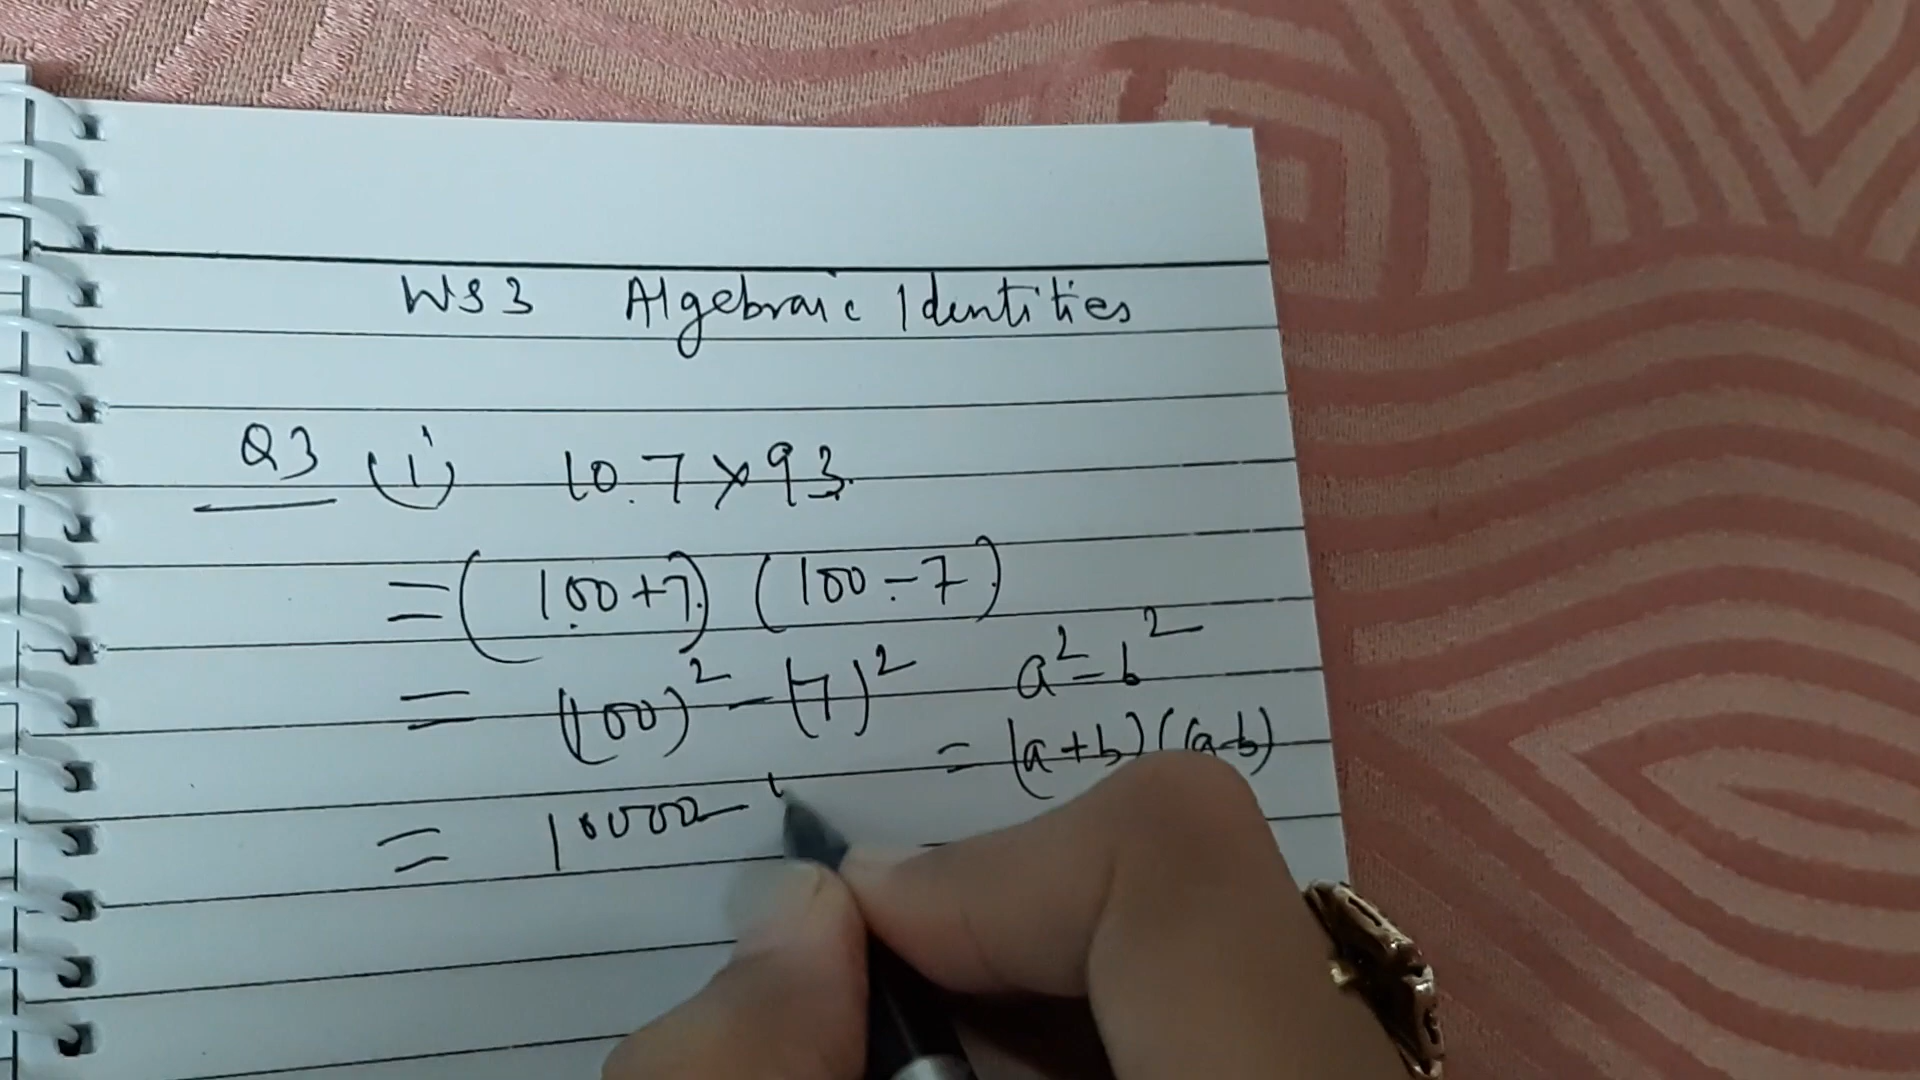 WS3 Algebraic Identities
Q3 (i) 10.7 × 93.
= (100+7) (100-7)
= (100)² - (7)² a² - b²
= (a+b) (a-b)
= 10000 -